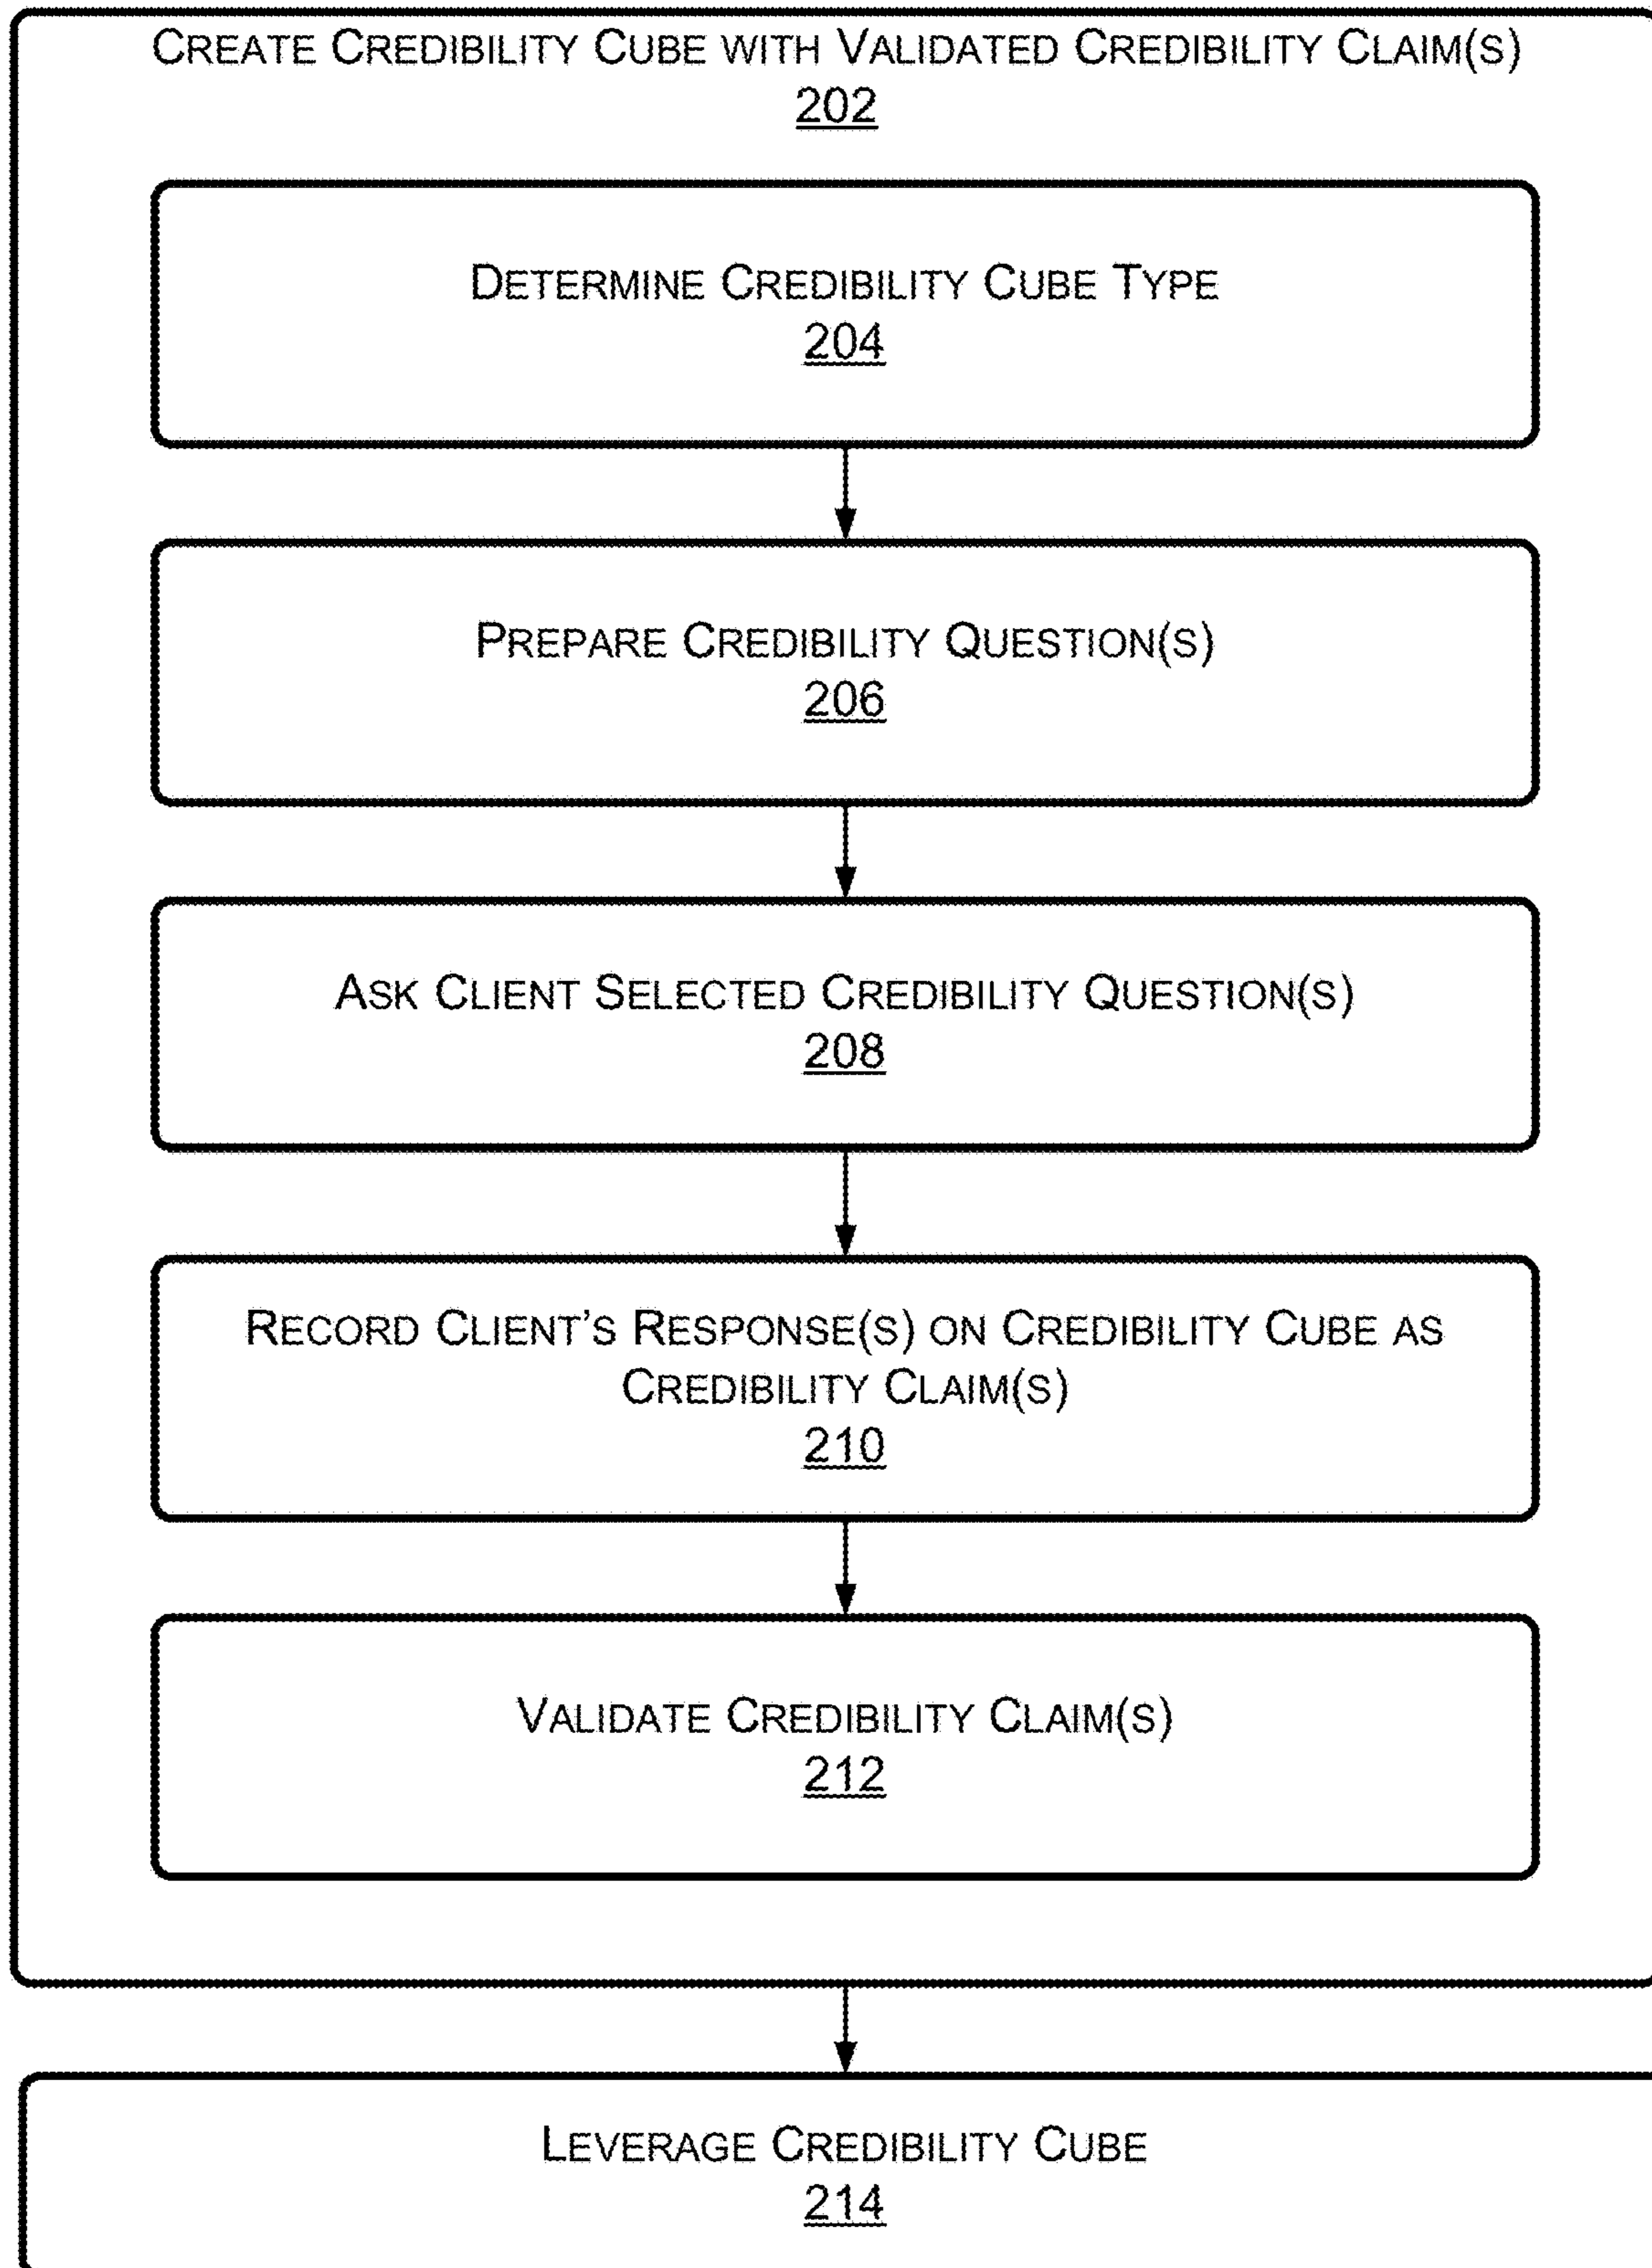 CREATE CREDIBILITY CUBE WITH VALIDATED CREDIBILITY CLAIM(S)
202
DETERMINE CREDIBILITY CUBE TYPE
204
PREPARE CREDIBILITY QUESTION(S)
206
ASK CLIENT SELECTED CREDIBILITY QUESTION(S)
208
RECORD CLIENT'S RESPONSE(S) ON CREDIBILITY CUBE AS
CREDIBILITY CLAIM(S)
210
VALIDATE CREDIBILITY CLAIM(S)
212
LEVERAGE CREDIBILITY CUBE
214